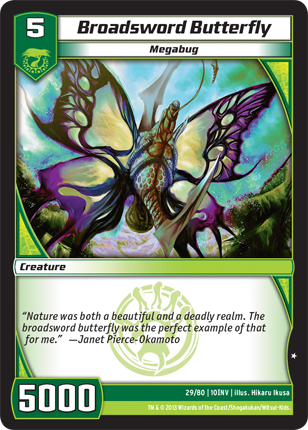 5
Broadsword Butterfly
Megabug
Creature
“Nature was both a beautiful and a deadly realm. The
broadsword butterfly was the perfect example of that
for me.” —Janet Pierce-Okamoto
5000
29/80 | 10INV | illus. Hikaru Ikusa
TM & © 2013 Wizards of the Coast/Shogakukan/Mitsui-Kids.